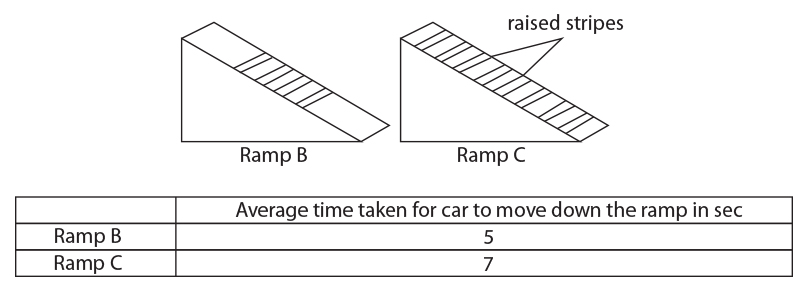 raised stripes
Ramp B
Ramp C
Average time taken for car to move down the ramp in sec
Ramp B 5
Ramp C 7